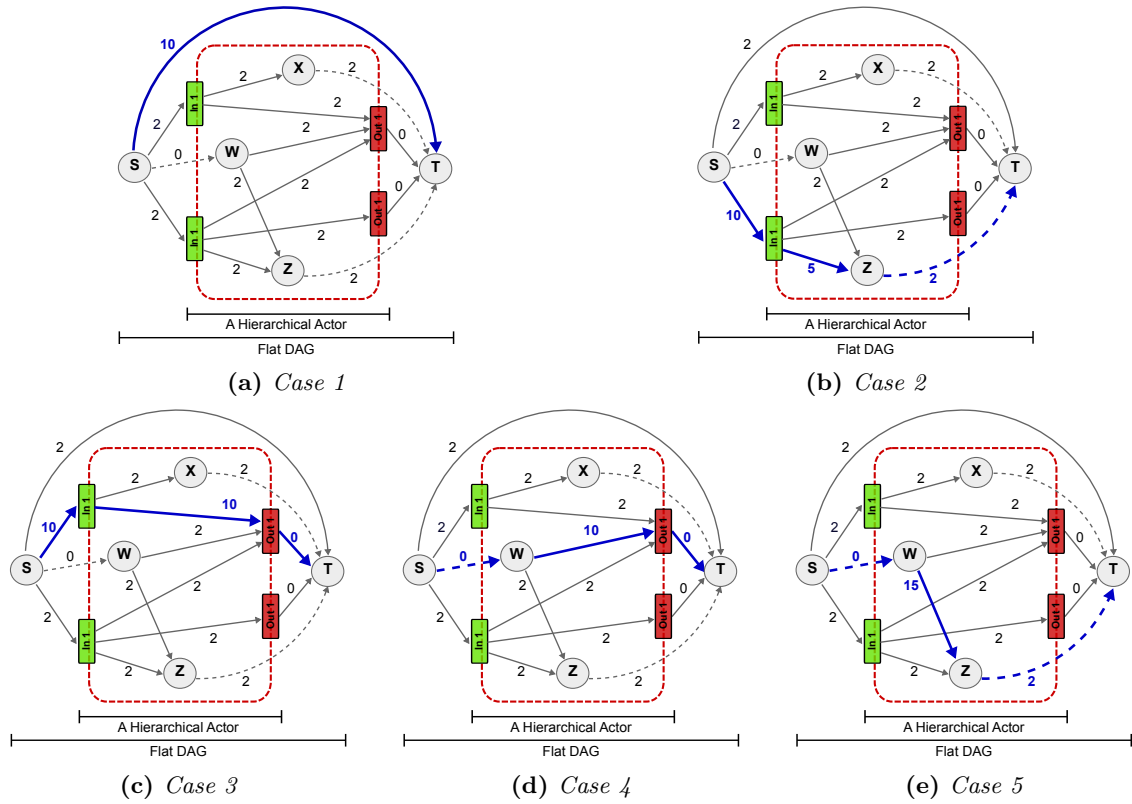 10
2
X
2
In 1
2
2
Out 1
0
S
0
W
2
2
2
0
T
2
In 1
Out 1
2
2
Z
2
A Hierarchical Actor
Flat DAG
(a) Case 1
2
2
X
2
In 1
2
2
Out 1
0
S
0
W
2
2
2
0
T
10
In 1
Out 1
2
5
Z
2
A Hierarchical Actor
Flat DAG
(b) Case 2
2
2
X
2
In 1
10
10
Out 1
0
S
0
W
2
2
2
0
T
2
In 1
Out 1
2
2
Z
2
A Hierarchical Actor
Flat DAG
(c) Case 3
2
2
X
2
In 1
2
2
Out 1
0
S
0
W
10
2
2
0
T
2
In 1
Out 1
2
2
Z
2
A Hierarchical Actor
Flat DAG
(d) Case 4
2
2
X
2
In 1
2
2
Out 1
0
S
0
W
2
15
2
0
T
2
In 1
Out 1
2
2
Z
2
A Hierarchical Actor
Flat DAG
(e) Case 5